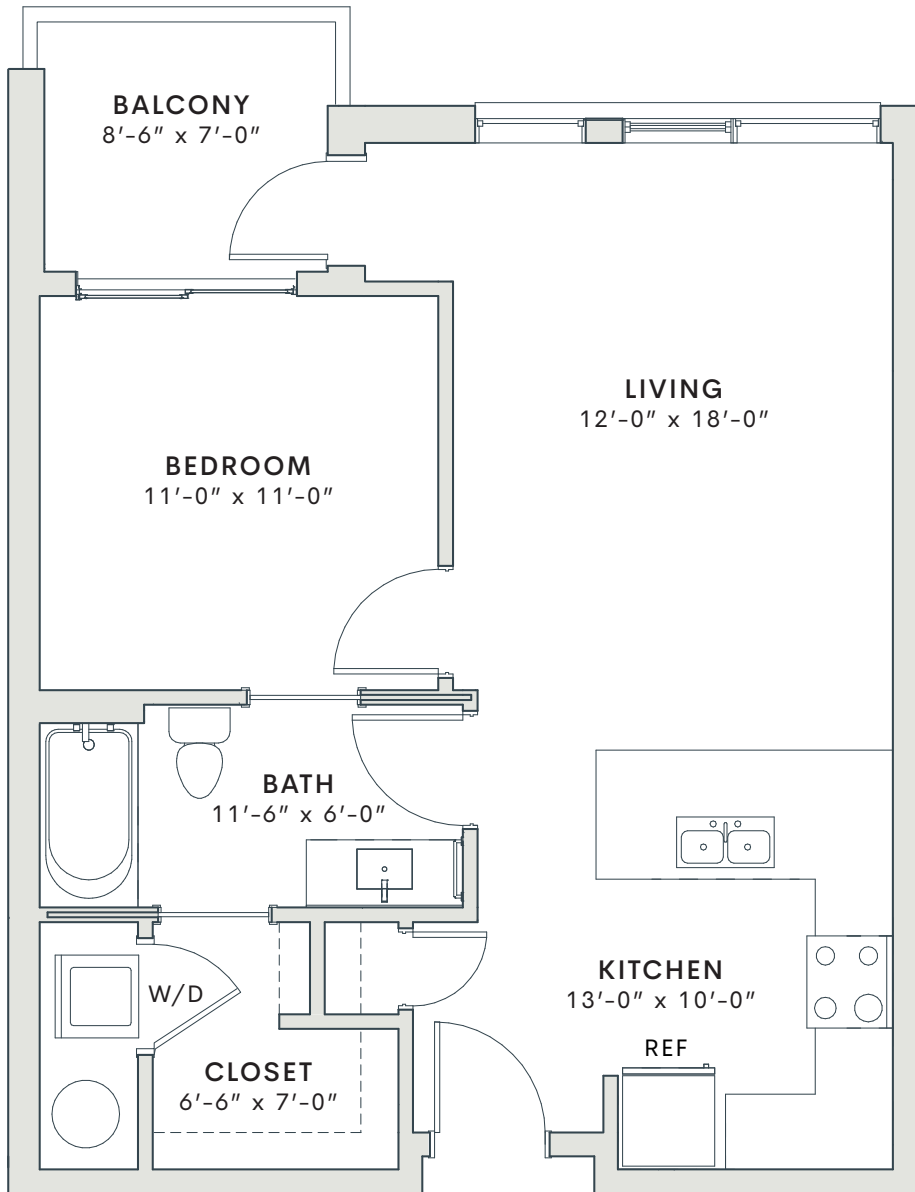 BALCONY
8'-6" x 7'-0"
LIVING
12'-0" x 18'-0"
BEDROOM
11'-0" x 11'-0"
BATH
11'-6" x 6'-0"
KITCHEN
13'-0" x 10'-0"
W/D
REF
CLOSET
6'-6" x 7'-0"